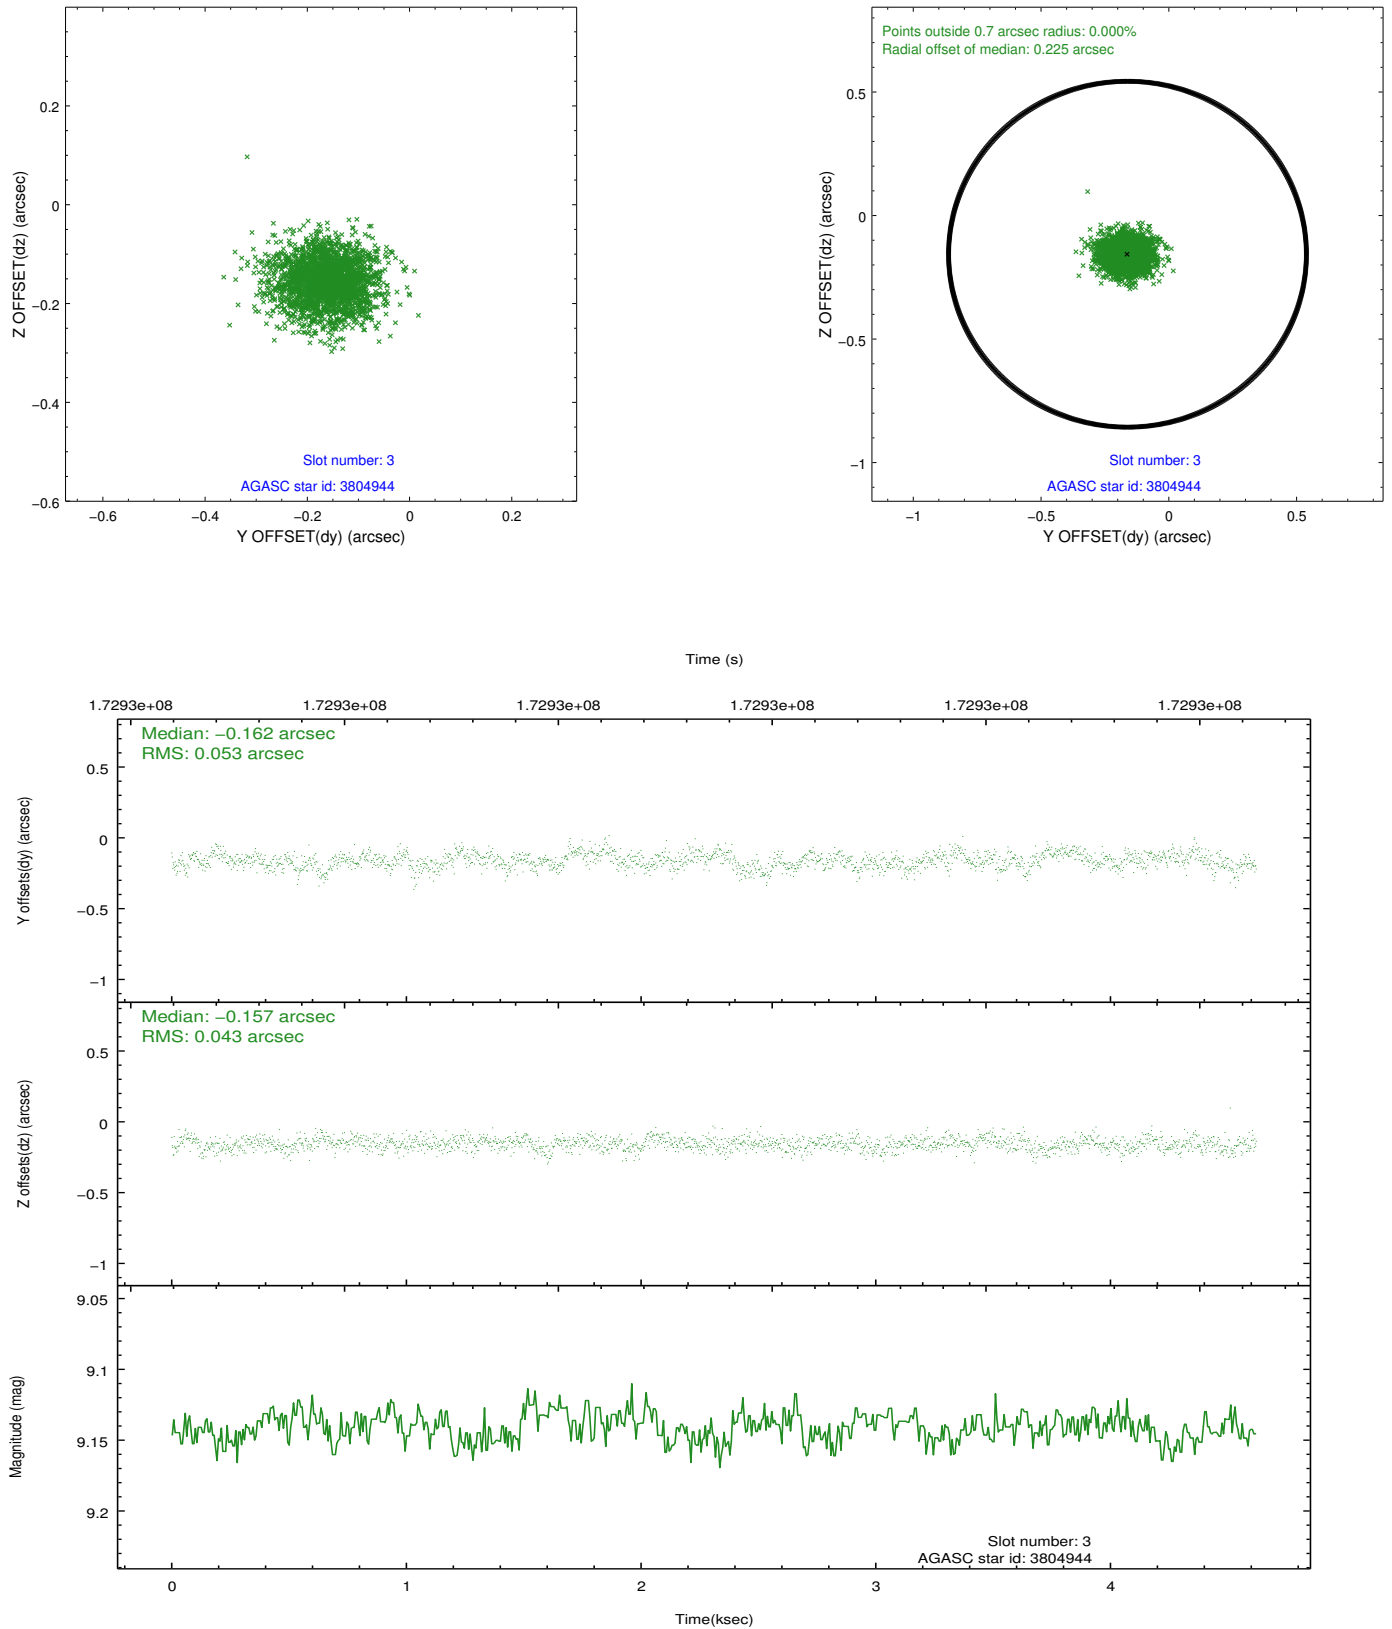 0.2
0
−0.2
−0.4
−0.6
Z OFFSET(dz) (arcsec)
Slot number: 3
AGASC star id: 3804944
−0.6
−0.4
−0.2
0
0.2
Y OFFSET(dy) (arcsec)
Points outside 0.7 arcsec radius: 0.000%
Radial offset of median: 0.225 arcsec
0.5
0
−0.5
−1
Z OFFSET(dz) (arcsec)
Slot number: 3
AGASC star id: 3804944
−1
−0.5
0
0.5
Y OFFSET(dy) (arcsec)
Time (s)
1.7293e+08
1.7293e+08
1.7293e+08
1.7293e+08
1.7293e+08
1.7293e+08
Median: −0.162 arcsec
RMS: 0.053 arcsec
0.5
0
−0.5
−1
Y offsets(dy) (arcsec)
Median: −0.157 arcsec
RMS: 0.043 arcsec
0.5
0
−0.5
−1
Z offsets(dz) (arcsec)
9.05
9.1
9.15
9.2
Magnitude (mag)
Slot number: 3
AGASC star id: 3804944
0
1
2
3
4
Time(ksec)